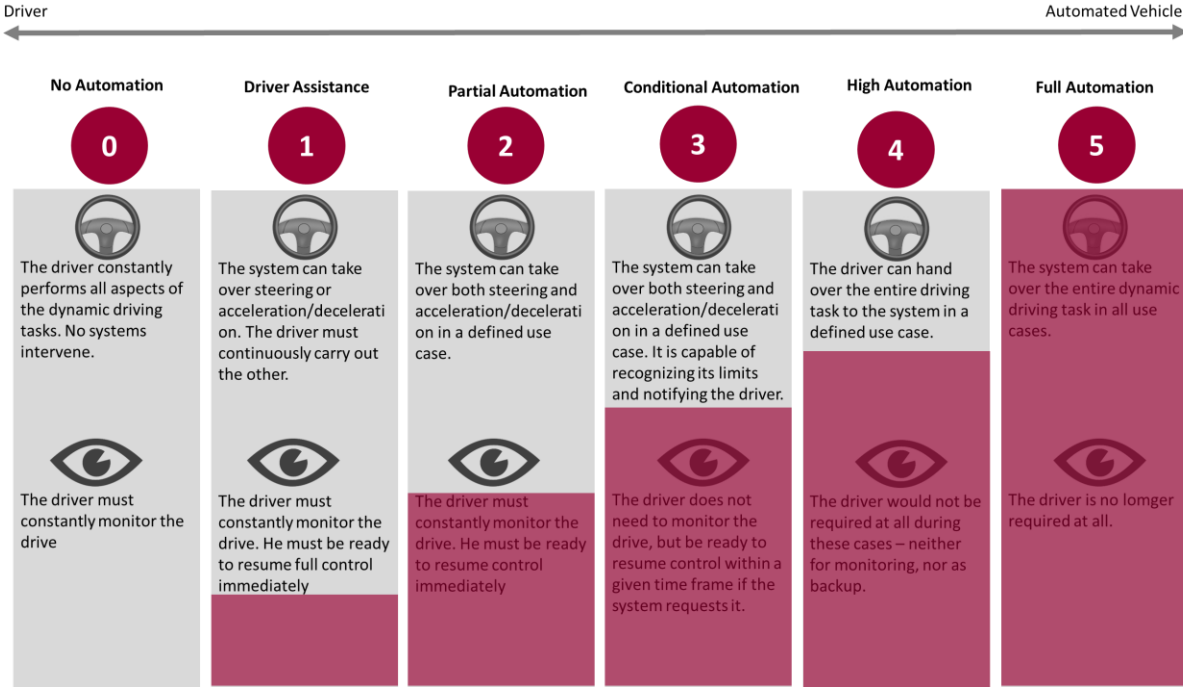 Driver
Automated Vehicle
No Automation
0
The driver constantly
performs all aspects of
the dynamic driving
tasks. No systems
intervene.
The driver must
constantly monitor the
drive
Driver Assistance
1
The system can take
over steering or
acceleration/decelerati
on. The driver must
continuously carry out
the other.
The driver must
constantly monitor the
drive. He must be ready
to resume full control
immediately
Partial Automation
2
The system can take
over both steering and
acceleration/decelerati
on in a defined use
case.
The driver must
constantly monitor the
drive. He must be ready
to resume control
immediately
Conditional Automation
3
The system can take
over both steering and
acceleration/decelerati
on in a defined use
case. It is capable of
recognizing its limits
and notifying the driver.
The driver does not
need to monitor the
drive, but be ready to
resume control within a
given time frame if the
system requests it.
High Automation
4
The driver can hand
over the entire driving
task to the system in a
defined use case.
The driver would not be
required at all during
these cases – neither
for monitoring, nor as
backup.
Full Automation
5
The system can take
over the entire dynamic
driving task in all use
cases.
The driver is no lomger
required at all.